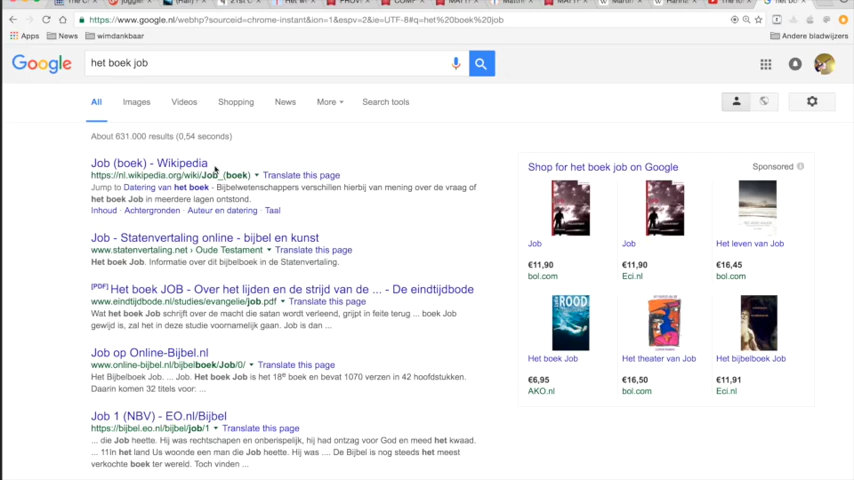 https://www.google.nl/webhp?sourceid=chrome-instant&ion=1&espv=2&ie=UTF-8#q=het%20boek%20job
Apps News wimdankbaar Andere bladwijzers
Google het boek job
All Images Videos Shopping News More Search tools
About 631.000 results (0,54 seconds)
Job (boek) - Wikipedia
https://nl.wikipedia.org/wiki/Job_(boek) Translate this page
Jump to Datering van het boek - Bijbelwetenschappers verschillen hierbij van mening over de vraag of
het boek Job in meerdere lagen ontstond.
Inhoud · Achtergronden · Auteur en datering · Taal
Job - Statenvertaling online - bijbel en kunst
www.statenvertaling.net › Oude Testament Translate this page
Het boek Job. Informatie over dit bijbelboek in de Statenvertaling.
[PDF] Het boek JOB - Over het lijden en de strijd van de ... - De eindtijdbode
www.eindtijdbode.nl/studies/evangelie/job.pdf Translate this page
Wat het boek Job schrijft over de macht die satan wordt verleend, grijpt in feite terug ... boek Job
gewijd is, zal het in deze studie voornamelijk gaan. Job is dan ...
Job op Online-Bijbel.nl
www.online-bijbel.nl/bijbelboek/Job/0/ Translate this page
Het Bijbelboek Job. ... Job. Het boek Job is het 18e boek en bevat 1070 verzen in 42 hoofdstukken.
Daarin komen 32 titels voor: ...
Job 1 (NBV) - EO.nl/Bijbel
https://bijbel.eo.nl/bijbel/job/1 Translate this page
... die Job heette. Hij was rechtschapen en onberispelijk, hij had ontzag voor God en meed het kwaad.
... 11In het land Us woonde een man die Job heette. Hij was .... De Bijbel is nog steeds het meest
verkochte boek ter wereld. Toch vinden ...
Shop for het boek job on Google Sponsored
Job Job Het leven van Job
€11,90 €11,90 €16,45
bol.com Eci.nl bol.com
ROOD
Het boek Job Het theater van Job Het bijbelboek Job
€6,95 €16,50 €11,91
AKO.nl bol.com Eci.nl